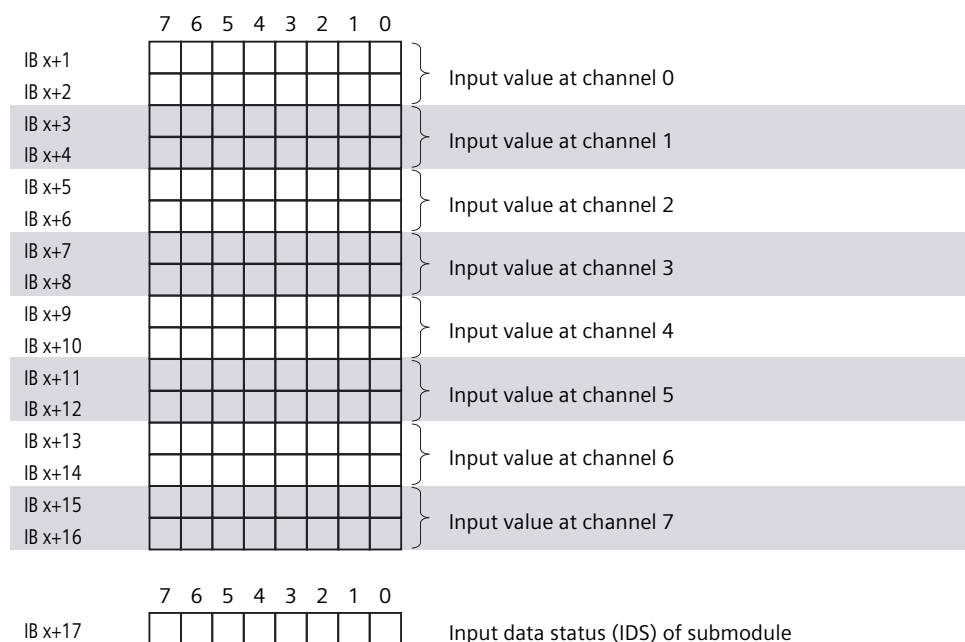 7 6 5 4 3 2 1 0
IB x+1
Input value at channel 0
IB x+2
IB x+3
Input value at channel 1
IB x+4
IB x+5
Input value at channel 2
IB x+6
IB x+7
Input value at channel 3
IB x+8
IB x+9
Input value at channel 4
IB x+10
IB x+11
Input value at channel 5
IB x+12
IB x+13
Input value at channel 6
IB x+14
IB x+15
Input value at channel 7
IB x+16
7 6 5 4 3 2 1 0
IB x+17 Input data status (IDS) of submodule